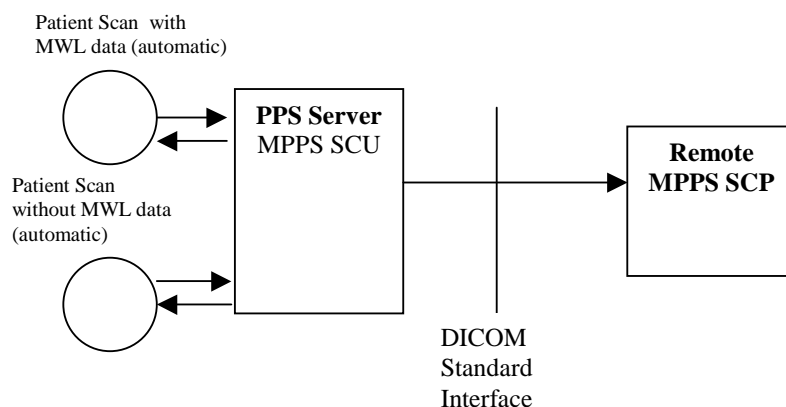 Patient Scan with
MWL data (automatic)
PPS Server
MPPS SCU
Remote
MPPS SCP
Patient Scan
without MWL data
(automatic)
DICOM
Standard
Interface